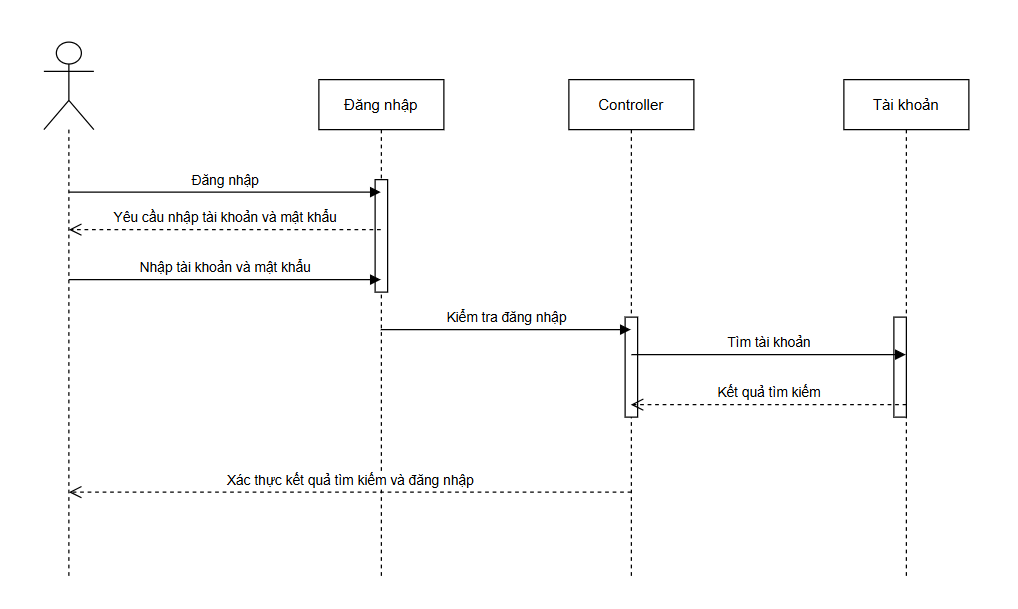 Đăng nhập
Controller
Tài khoản
Đăng nhập
Yêu cầu nhập tài khoản và mật khẩu
Nhập tài khoản và mật khẩu
Kiểm tra đăng nhập
Tìm tài khoản
Kết quả tìm kiếm
Xác thực kết quả tìm kiếm và đăng nhập